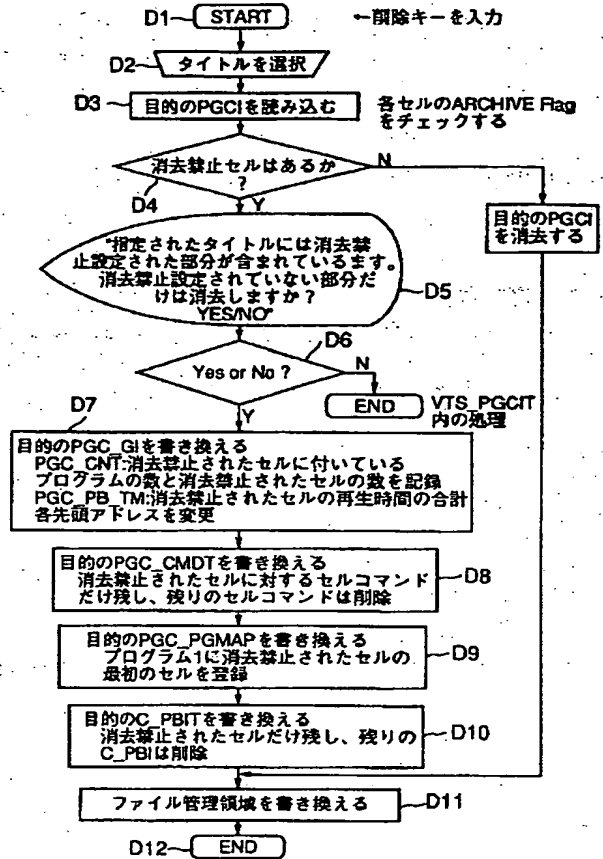 D1 START ←削除キーを入力
D2 タイトルを選択
D3 目的のPGCIを読み込む
各セルのARCHIVE Flag
をチェックする
消去禁止セルはあるか
?
N
D4
Y
目的のPGCI
を消去する
"指定されたタイトルには消去禁
止設定された部分が含まれているます。
消去禁止設定されていない部分だ
けは消去しますか?
YES/NO"
D5
D6
Yes or No ?
N
END
VTS_PGCIT
内の処理
Y
D7
目的のPGC_GIを書き換える
PGC_CNT:消去禁止されたセルに付いている
プログラムの数と消去禁止されたセルの数を記録
PGC_PB_TM:消去禁止されたセルの再生時間の合計
各先頭アドレスを変更
目的のPGC_CMDTを書き換える
消去禁止されたセルに対するセルコマンド
だけ残し、残りのセルコマンドは削除
D8
目的のPGC_PGMAPを書き換える
プログラム1に消去禁止されたセルの
最初のセルを登録
D9
目的のC_PBITを書き換える
消去禁止されたセルだけ残し、残りの
C_PBIは削除
D10
ファイル管理領域を書き換える D11
D12 END